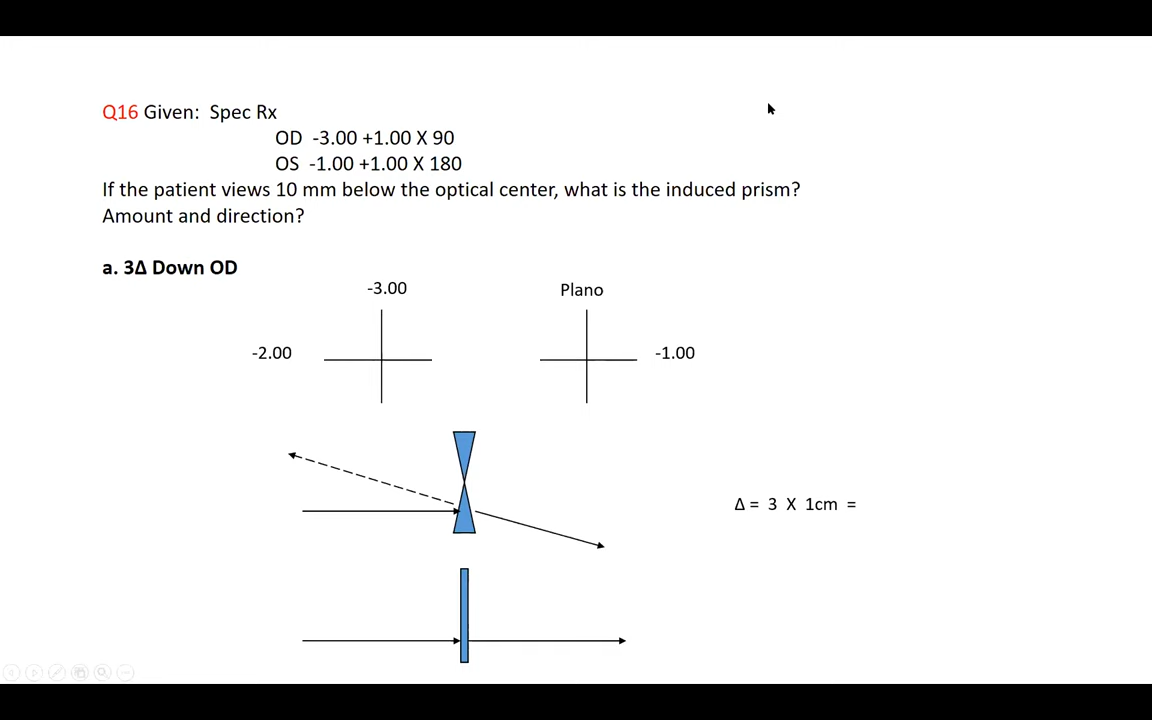 Q16 Given:  Spec Rx
OD  -3.00 +1.00 X 90
OS  -1.00 +1.00 X 180
If the patient views 10 mm below the optical center, what is the induced prism?
Amount and direction?
a. 3Δ Down OD
-3.00
Plano
-2.00
-1.00
Δ =  3  X  1cm  =